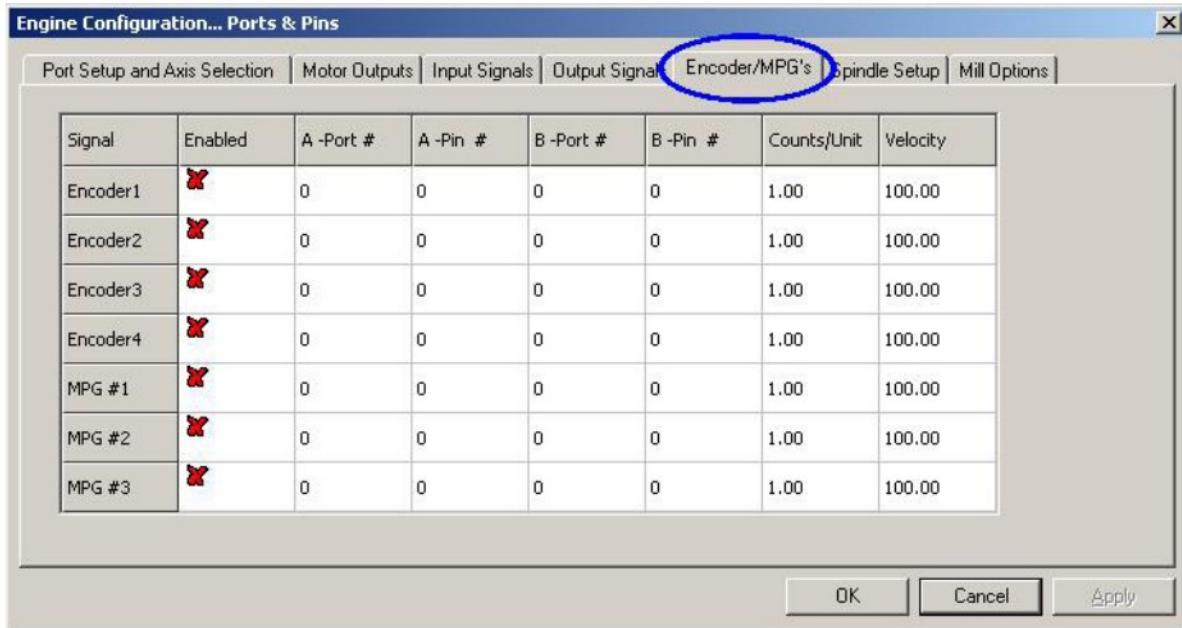 Engine Configuration... Ports & Pins
Port Setup and Axis Selection Motor Outputs Input Signals Output Signal Encoder/MPG's Spindle Setup Mill Options
Signal Enabled A -Port # A -Pin # B -Port # B -Pin # Counts/Unit Velocity
Encoder1 0 0 0 0 1.00 100.00
Encoder2 0 0 0 0 1.00 100.00
Encoder3 0 0 0 0 1.00 100.00
Encoder4 0 0 0 0 1.00 100.00
MPG #1 0 0 0 0 1.00 100.00
MPG #2 0 0 0 0 1.00 100.00
MPG #3 0 0 0 0 1.00 100.00
OK Cancel Apply